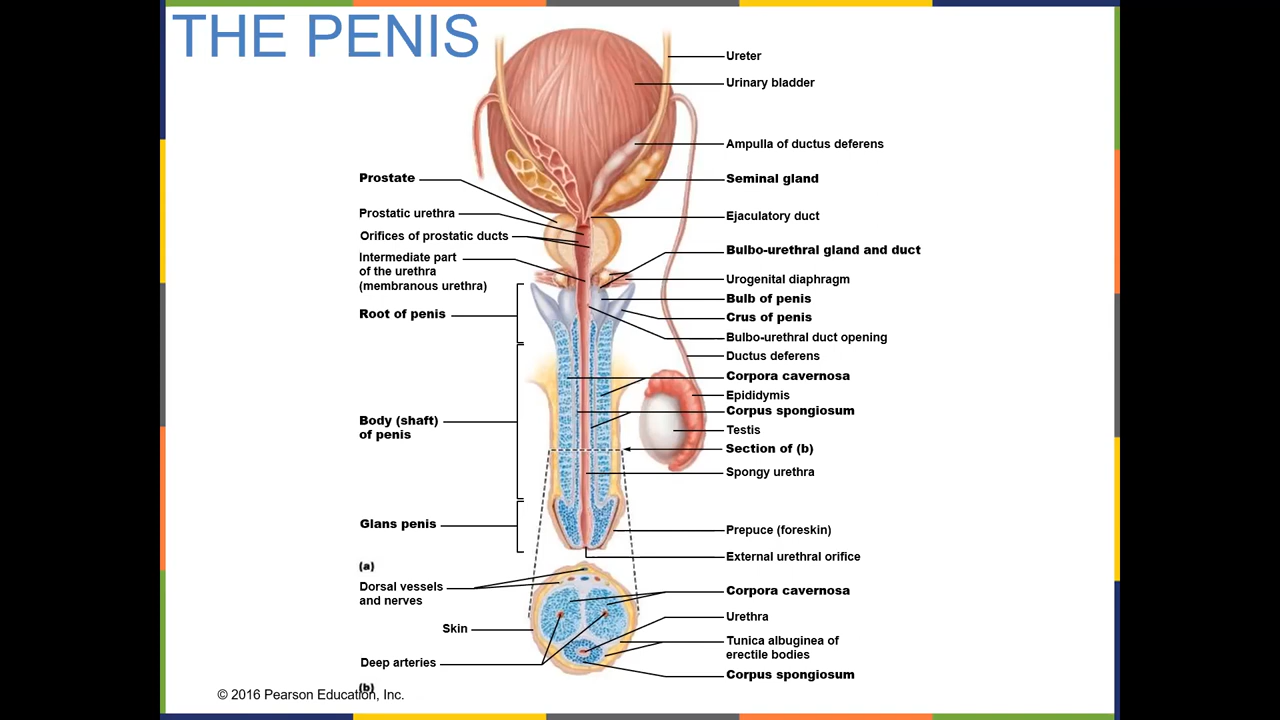 THE PENIS
Ureter
Urinary bladder
Ampulla of ductus deferens
Seminal gland
Ejaculatory duct
Bulbo-urethral gland and duct
Urogenital diaphragm
Bulb of penis
Crus of penis
Bulbo-urethral duct opening
Ductus deferens
Corpora cavernosa
Epididymis
Corpus spongiosum
Testis
Section of (b)
Spongy urethra
Prepuce (foreskin)
External urethral orifice
Prostate
Prostatic urethra
Orifices of prostatic ducts
Intermediate part
of the urethra
(membranous urethra)
Root of penis
Body (shaft)
of penis
Glans penis
(a)
Dorsal vessels
and nerves
Skin
Deep arteries
(b)
Corpora cavernosa
Urethra
Tunica albuginea of
erectile bodies
Corpus spongiosum
© 2016 Pearson Education, Inc.